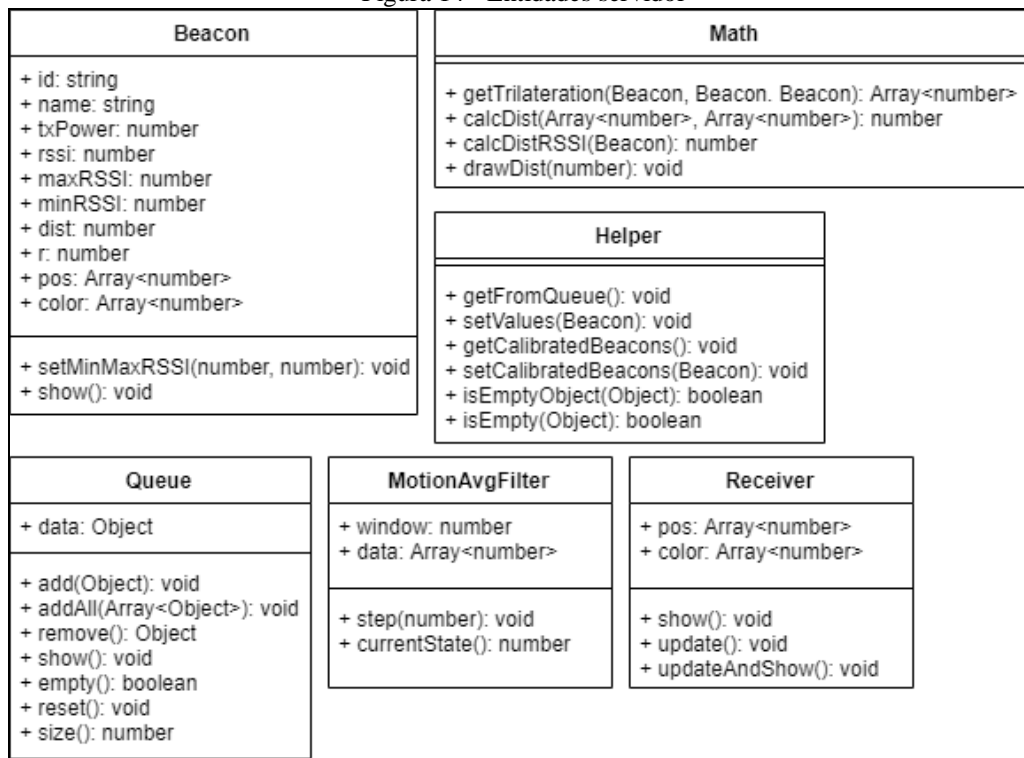 Figura 14 - Entidades servidor
Beacon
+ id: string
+ name: string
+ txPower: number
+ rssi: number
+ maxRSSI: number
+ minRSSI: number
+ dist: number
+ r: number
+ pos: Array<number>
+ color: Array<number>
+ setMinMaxRSSI(number, number): void
+ show(): void
Math
+ getTrilateration(Beacon, Beacon. Beacon): Array<number>
+ calcDist(Array<number>, Array<number>): number
+ calcDistRSSI(Beacon): number
+ drawDist(number): void
Helper
+ getFromQueue(): void
+ setValues(Beacon): void
+ getCalibratedBeacons(): void
+ setCalibratedBeacons(Beacon): void
+ isEmptyObject(Object): boolean
+ isEmpty(Object): boolean
Queue
+ data: Object
+ add(Object): void
+ addAll(Array<Object>): void
+ remove(): Object
+ show(): void
+ empty(): boolean
+ reset(): void
+ size(): number
MotionAvgFilter
+ window: number
+ data: Array<number>
+ step(number): void
+ currentState(): number
Receiver
+ pos: Array<number>
+ color: Array<number>
+ show(): void
+ update(): void
+ updateAndShow(): void